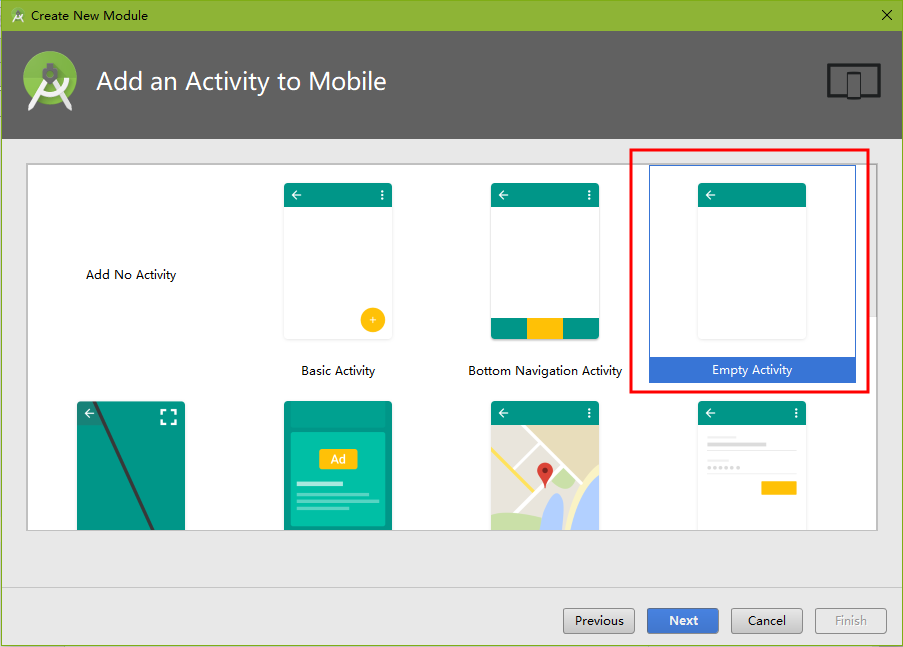 Create New Module
Add an Activity to Mobile
Add No Activity
Basic Activity
Bottom Navigation Activity
Empty Activity
Ad
Previous
Next
Cancel
Finish